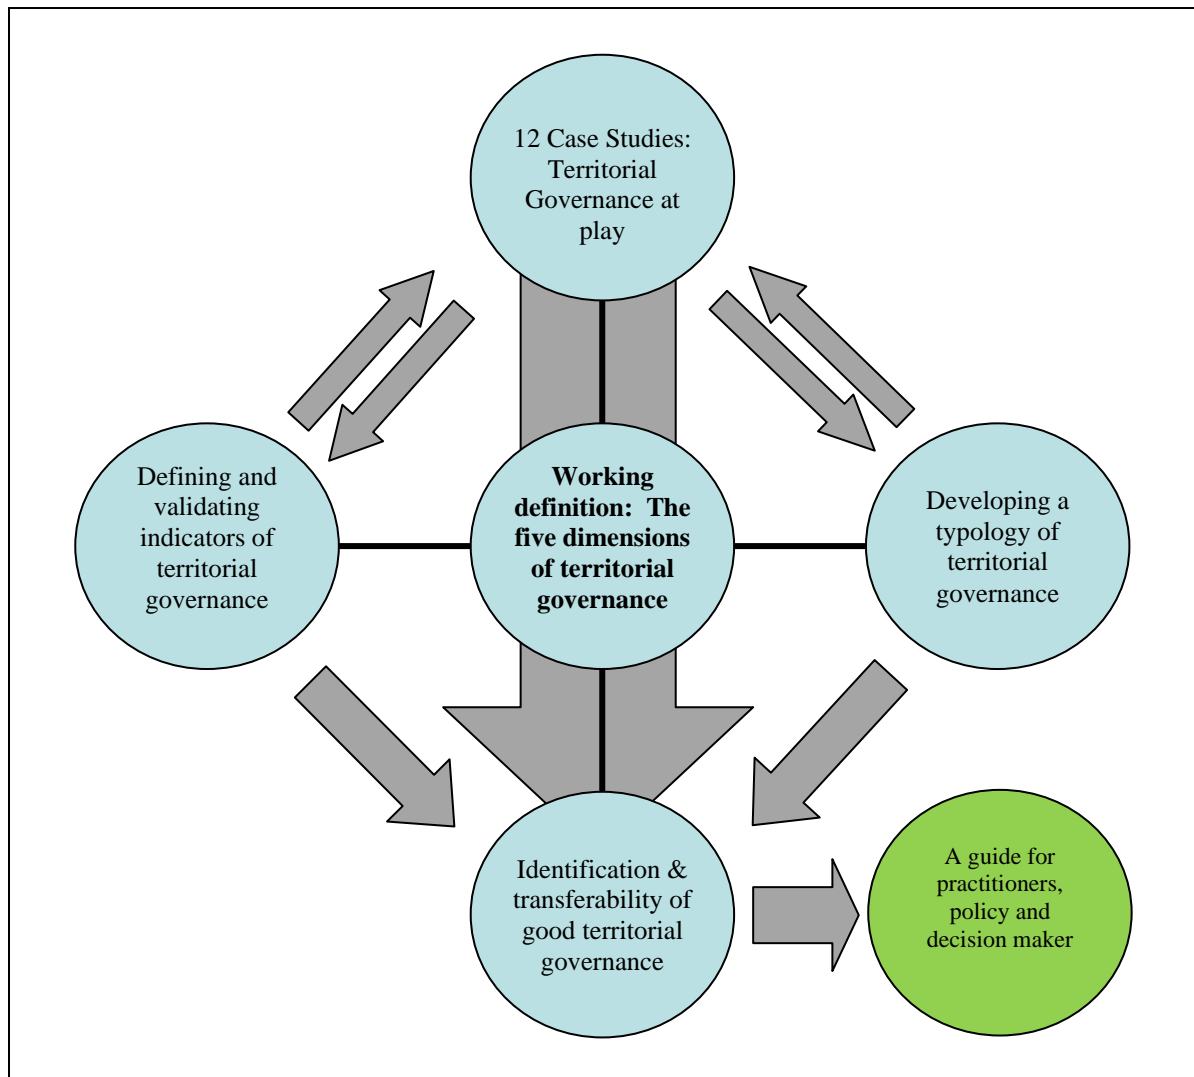 12 Case Studies:
Territorial
Governance at
play
Defining and
validating
indicators of
territorial
governance
Working
definition: The
five dimensions
of territorial
governance
Developing a
typology of
territorial
governance
Identification &
transferability of
good territorial
governance
A guide for
practitioners,
policy and
decision maker